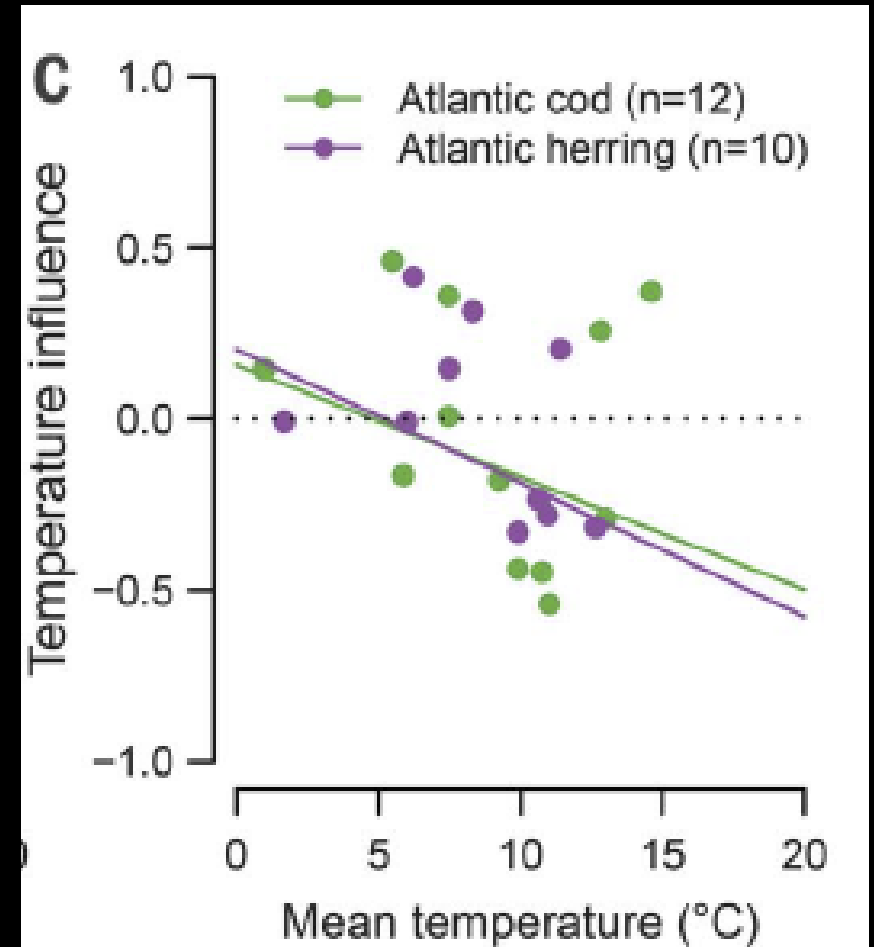 C
1.0
Atlantic cod (n=12)
Atlantic herring (n=10)
0.5
Temperature influence
0.0
−0.5
−1.0
0 5 10 15 20
Mean temperature (°C)